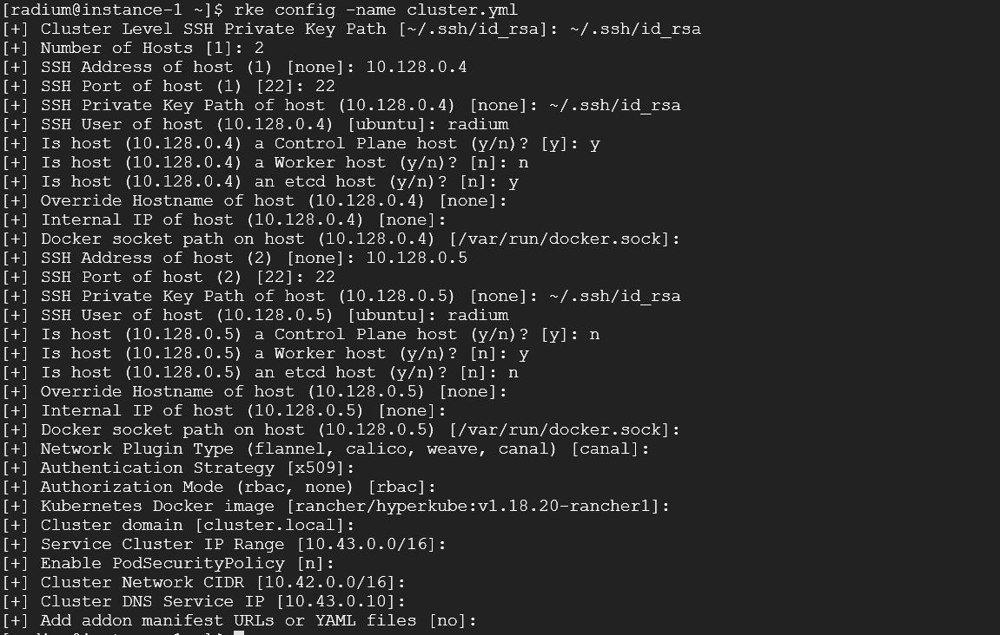 [radium@instance-1 ~]$ rke config -name cluster.yml
[+] Cluster Level SSH Private Key Path [~/.ssh/id_rsa]: ~/.ssh/id_rsa
[+] Number of Hosts [1]: 2
[+] SSH Address of host (1) [none]: 10.128.0.4
[+] SSH Port of host (1) [22]: 22
[+] SSH Private Key Path of host (10.128.0.4) [none]: ~/.ssh/id_rsa
[+] SSH User of host (10.128.0.4) [ubuntu]: radium
[+] Is host (10.128.0.4) a Control Plane host (y/n)? [y]: y
[+] Is host (10.128.0.4) a Worker host (y/n)? [n]: n
[+] Is host (10.128.0.4) an etcd host (y/n)? [n]: y
[+] Override Hostname of host (10.128.0.4) [none]:
[+] Internal IP of host (10.128.0.4) [none]:
[+] Docker socket path on host (10.128.0.4) [/var/run/docker.sock]:
[+] SSH Address of host (2) [none]: 10.128.0.5
[+] SSH Port of host (2) [22]: 22
[+] SSH Private Key Path of host (10.128.0.5) [none]: ~/.ssh/id_rsa
[+] SSH User of host (10.128.0.5) [ubuntu]: radium
[+] Is host (10.128.0.5) a Control Plane host (y/n)? [y]: n
[+] Is host (10.128.0.5) a Worker host (y/n)? [n]: y
[+] Is host (10.128.0.5) an etcd host (y/n)? [n]: n
[+] Override Hostname of host (10.128.0.5) [none]:
[+] Internal IP of host (10.128.0.5) [none]:
[+] Docker socket path on host (10.128.0.5) [/var/run/docker.sock]:
[+] Network Plugin Type (flannel, calico, weave, canal) [canal]:
[+] Authentication Strategy [x509]:
[+] Authorization Mode (rbac, none) [rbac]:
[+] Kubernetes Docker image [rancher/hyperkube:v1.18.20-rancher1]:
[+] Cluster domain [cluster.local]:
[+] Service Cluster IP Range [10.43.0.0/16]:
[+] Enable PodSecurityPolicy [n]:
[+] Cluster Network CIDR [10.42.0.0/16]:
[+] Cluster DNS Service IP [10.43.0.10]:
[+] Add addon manifest URLs or YAML files [no]: